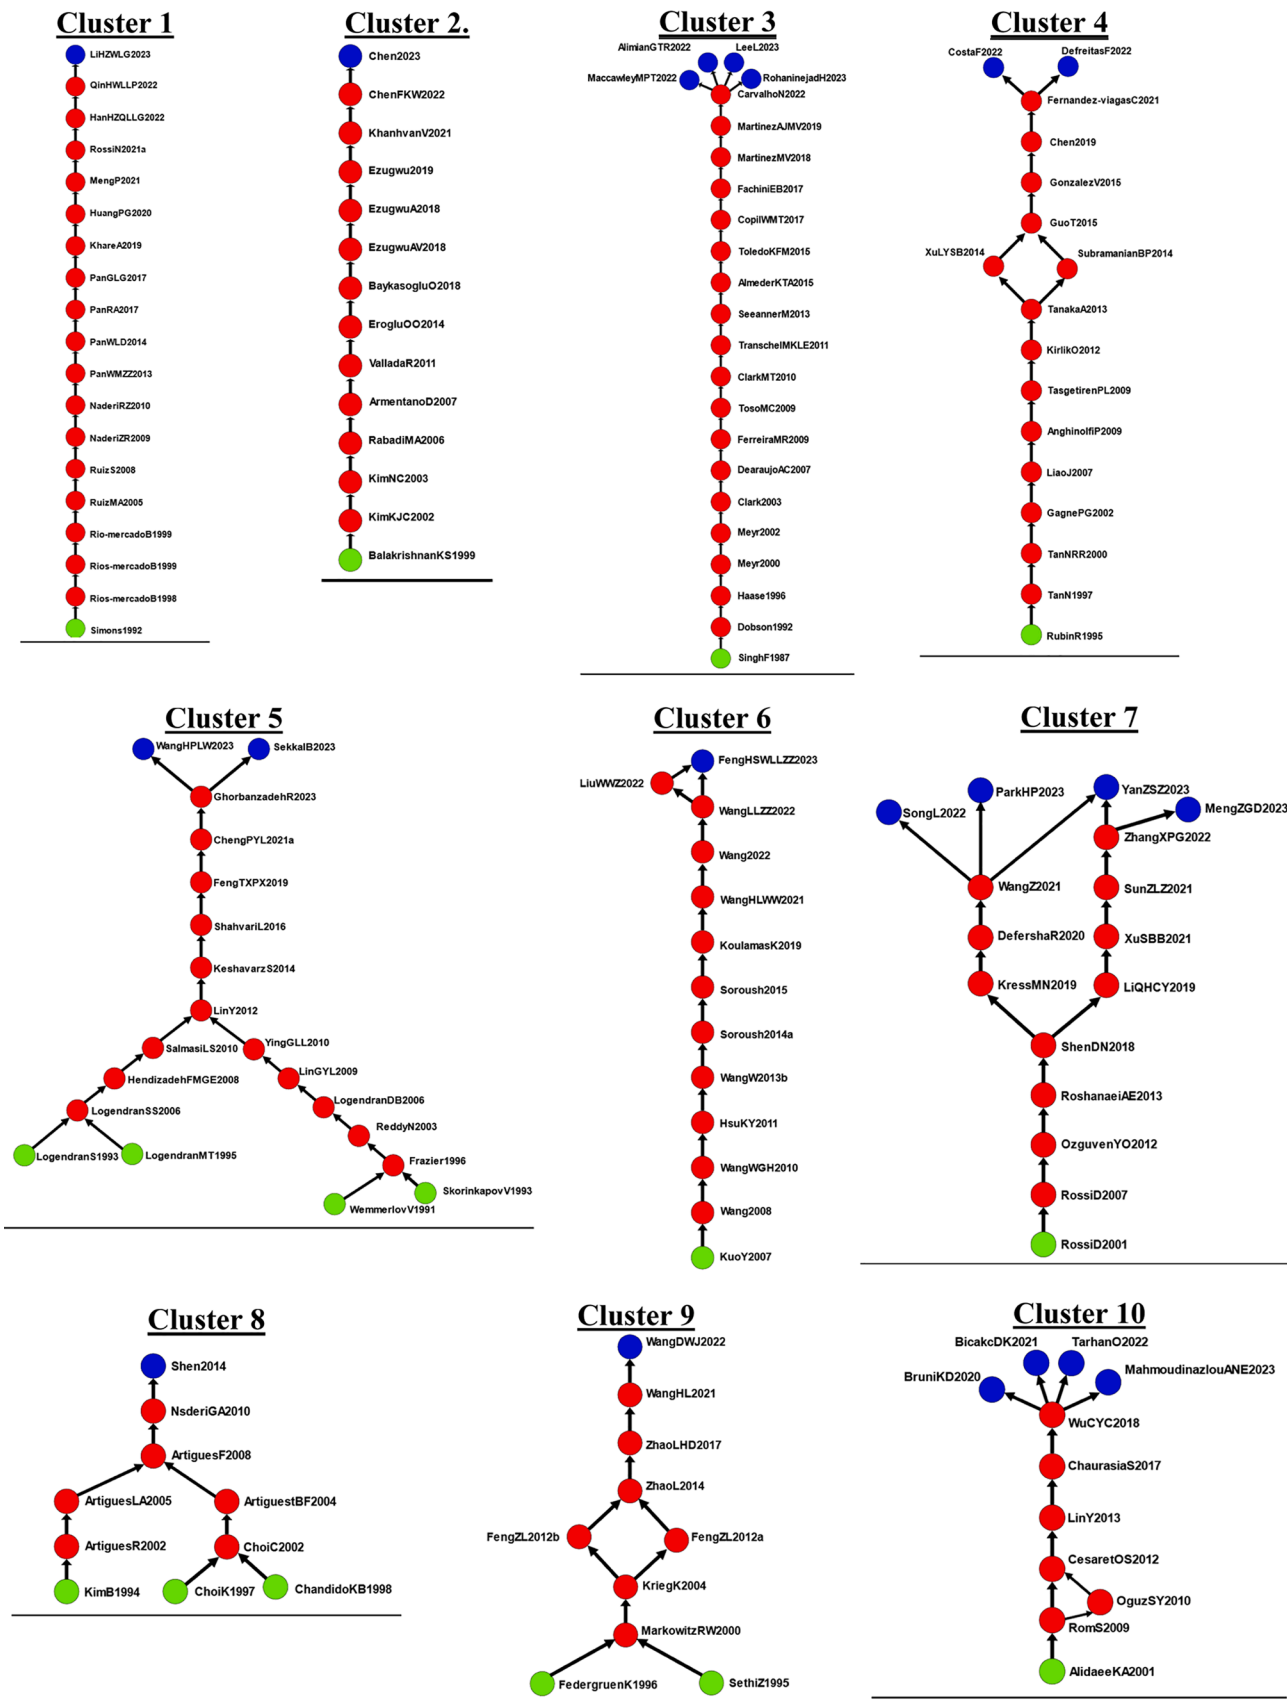 Cluster 1
LiHZWLG2023
QinHWLLP2022
HanHZQLLG2022
RossiN2021a
MengP2021
HuangPG2020
KhareA2019
PanGLG2017
PanRA2017
PanWLD2014
PanWMZZ2013
NaderiRZ2010
NaderiZR2009
RuizS2008
RuizMA2005
Rio-mercadoB1999
Rios-mercadoB1999
Rios-mercadoB1998
Simons1992
Cluster 2.
Chen2023
ChenFKW2022
KhanhvanV2021
Ezugwu2019
EzugwuA2018
EzugwuAV2018
BaykasogluO2018
ErogluOO2014
ValladaR2011
ArmentanoD2007
RabadiMA2006
KimNC2003
KimKJC2002
BalakrishnanKS1999
Cluster 3
AlimianGTR2022
LeeL2023
MaccawleyMPT2022
RohaninejadH2023
CarvalhoN2022
MartinezAJMV2019
MartinezMV2018
FachiniEB2017
CopilWMT2017
ToledoKFM2015
AlmederKTA2015
SeeannerM2013
TranschelMKLE2011
ClarkMT2010
TosoMC2009
FerreiraMR2009
DearaujoAC2007
Clark2003
Meyr2002
Meyr2000
Haase1996
Dobson1992
SinghF1987
Cluster 4
CostaF2022
DefreitasF2022
Fernandez-viagasC2021
Chen2019
GonzalezV2015
GuoT2015
XuLYSB2014
SubramanianBP2014
TanakaA2013
KirlikO2012
TasgetirenPL2009
AnghinolfiP2009
LiaoJ2007
GagnePG2002
TanNRR2000
TanN1997
RubinR1995
Cluster 5
WangHPLW2023
SekkalB2023
GhorbanzadehR2023
ChengPYL2021a
FengTXPX2019
ShahvariL2016
KeshavarzS2014
LinY2012
SalmasiLS2010
YingGLL2010
HendizadehFMGE2008
LinGYL2009
LogendranSS2006
LogendranDB2006
ReddyN2003
LogendranS1993
LogendranMT1995
Frazier1996
SkorinkapovV1993
WemmerlovV1991
Cluster 6
FengHSWLLZZ2023
LiuWWZ2022
WangLLZZ2022
Wang2022
WangHLWW2021
KoulamasK2019
Soroush2015
Soroush2014a
WangW2013b
HsuKY2011
WangWGH2010
Wang2008
KuoY2007
Cluster 7
ParkHP2023
YanZSZ2023
SongL2022
MengZGD2023
ZhangXPG2022
WangZ2021
SunZLZ2021
DefershaR2020
XuSBB2021
KressMN2019
LiQHCY2019
ShenDN2018
RoshanaeiAE2013
OzguvenYO2012
RossiD2007
RossiD2001
Cluster 8
Shen2014
NsderiGA2010
ArtiguesF2008
ArtiguesLA2005
ArtiguestBF2004
ArtiguesR2002
ChoiC2002
KimB1994
ChoiK1997
ChandidoKB1998
Cluster 9
WangDWJ2022
WangHL2021
ZhaoLHD2017
ZhaoL2014
FengZL2012b
FengZL2012a
KriegK2004
MarkowitzRW2000
FedergruenK1996
SethiZ1995
Cluster 10
BicakcDK2021
TarhanO2022
BruniKD2020
MahmoudinazlouANE2023
WuCYC2018
ChaurasiaS2017
LinY2013
CesaretOS2012
OguzSY2010
RomS2009
AlidaeeKA2001